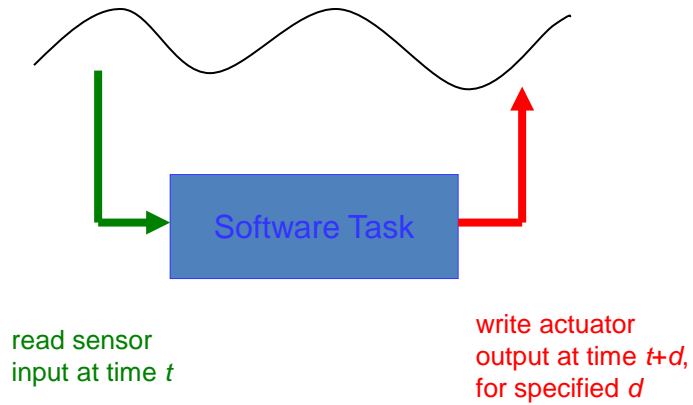 Software Task
read sensor
input at time t
write actuator
output at time t+d,
for specified d